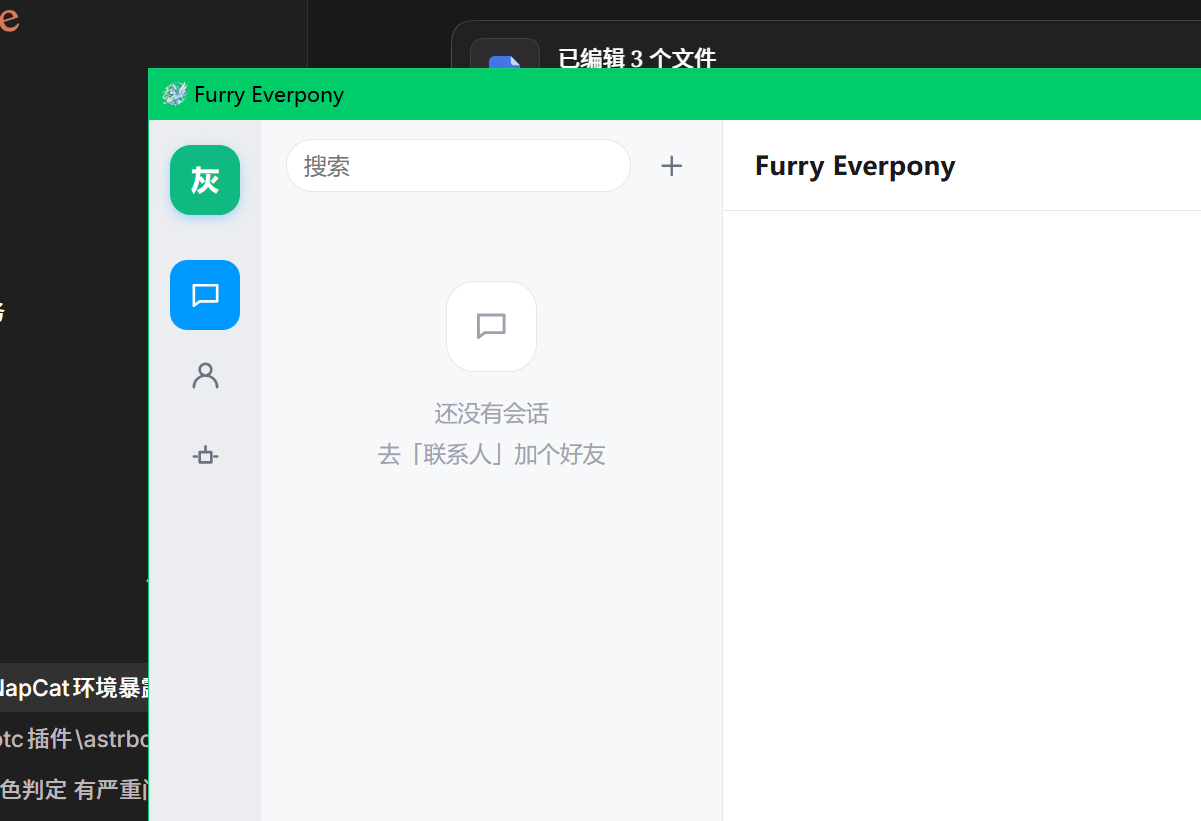 已编辑 3 个文件
Furry Everpony
灰
搜索
Furry Everpony
还没有会话
去「联系人」加个好友
NapCat环境暴露
插件\astrbo
色判定 有严重